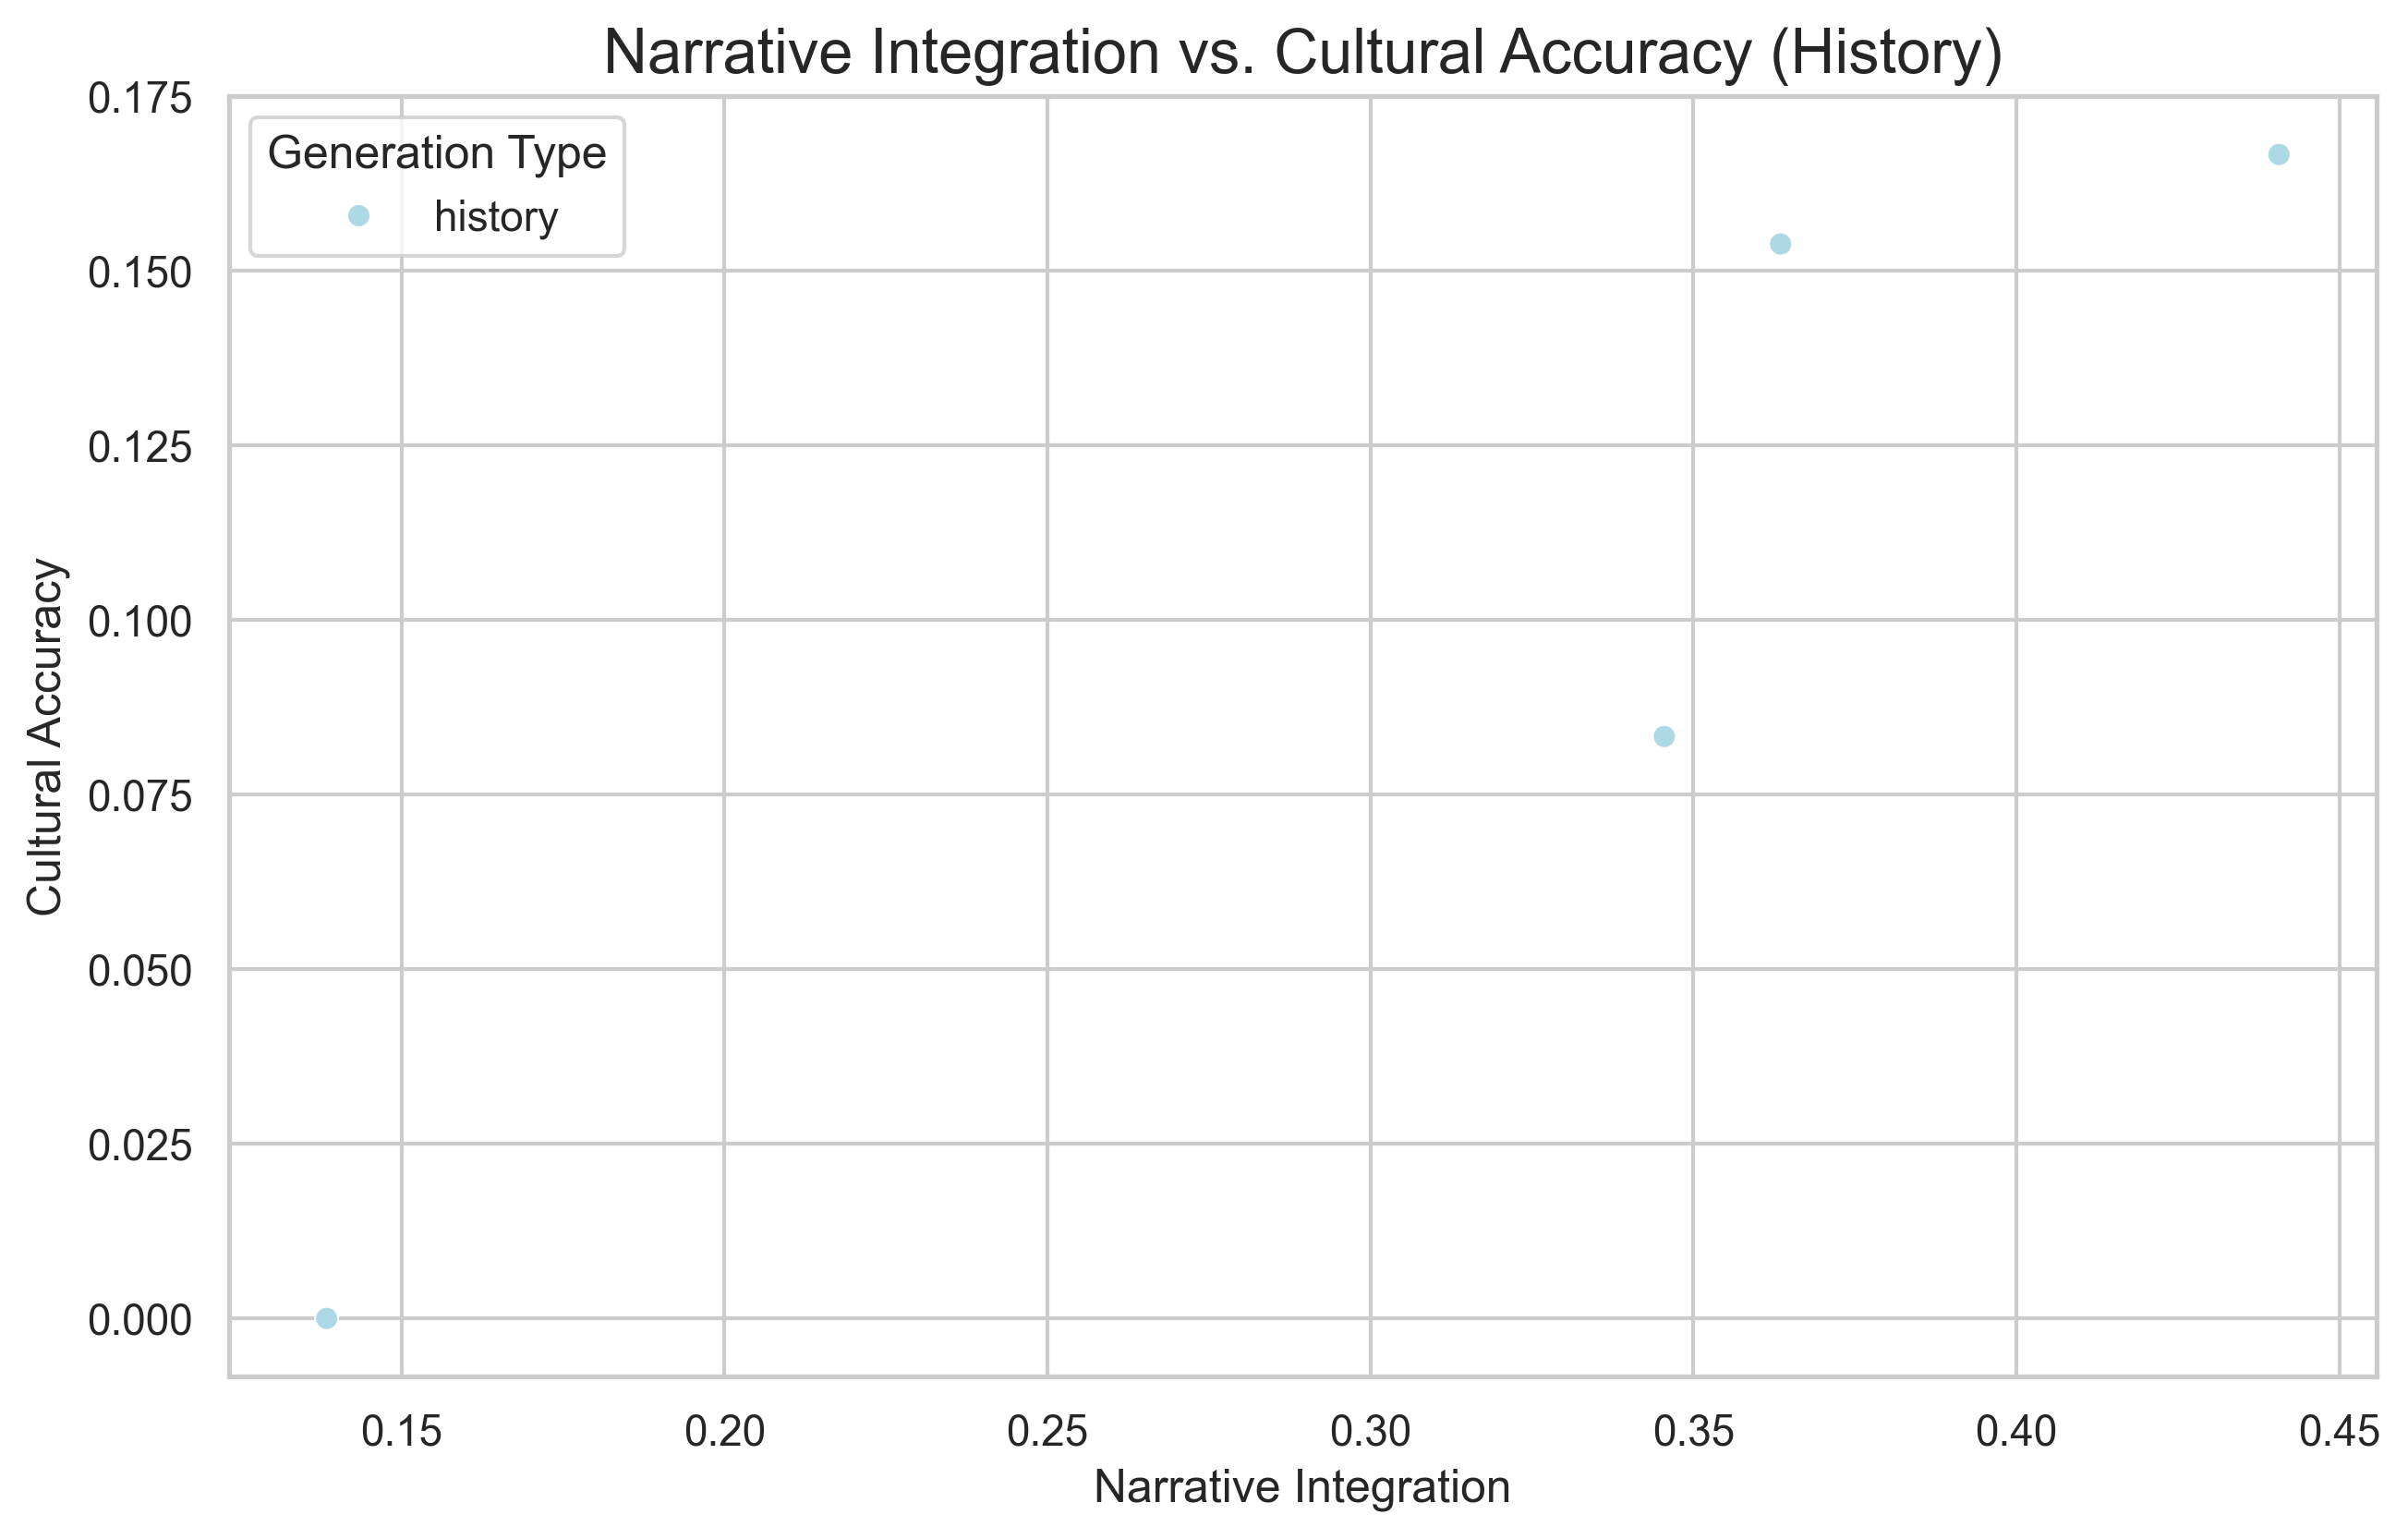 Narrative Integration vs. Cultural Accuracy (History)
Generation Type
history
Cultural Accuracy
0.175
0.150
0.125
0.100
0.075
0.050
0.025
0.000
0.15 0.20 0.25 0.30 0.35 0.40 0.45
Narrative Integration